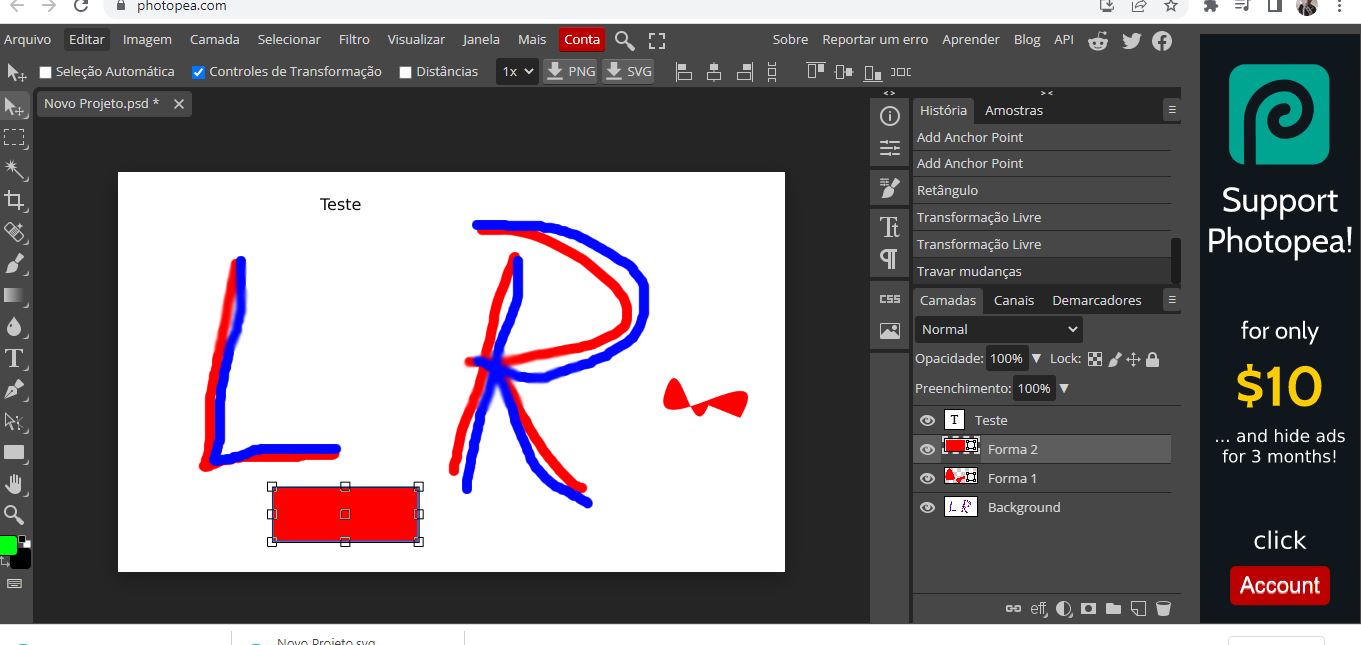 photopea.com
Arquivo Editar Imagem Camada Selecionar Filtro Visualizar Janela Mais Conta Sobre Reportar um erro Aprender Blog API
Seleção Automática Controles de Transformação Distâncias 1x PNG SVG
Novo Projeto.psd *
História Amostras
Add Anchor Point
Add Anchor Point
Retângulo
Transformação Livre
Transformação Livre
Travar mudanças
Camadas Canais Demarcadores
Normal
Opacidade: 100% Lock:
Preenchimento: 100%
T Teste
Forma 2
Forma 1
Background
CSS
eff
Teste
L R
Support
Photopea!
for only
$10
... and hide ads
for 3 months!
click
Account
Novo Projeto.svg